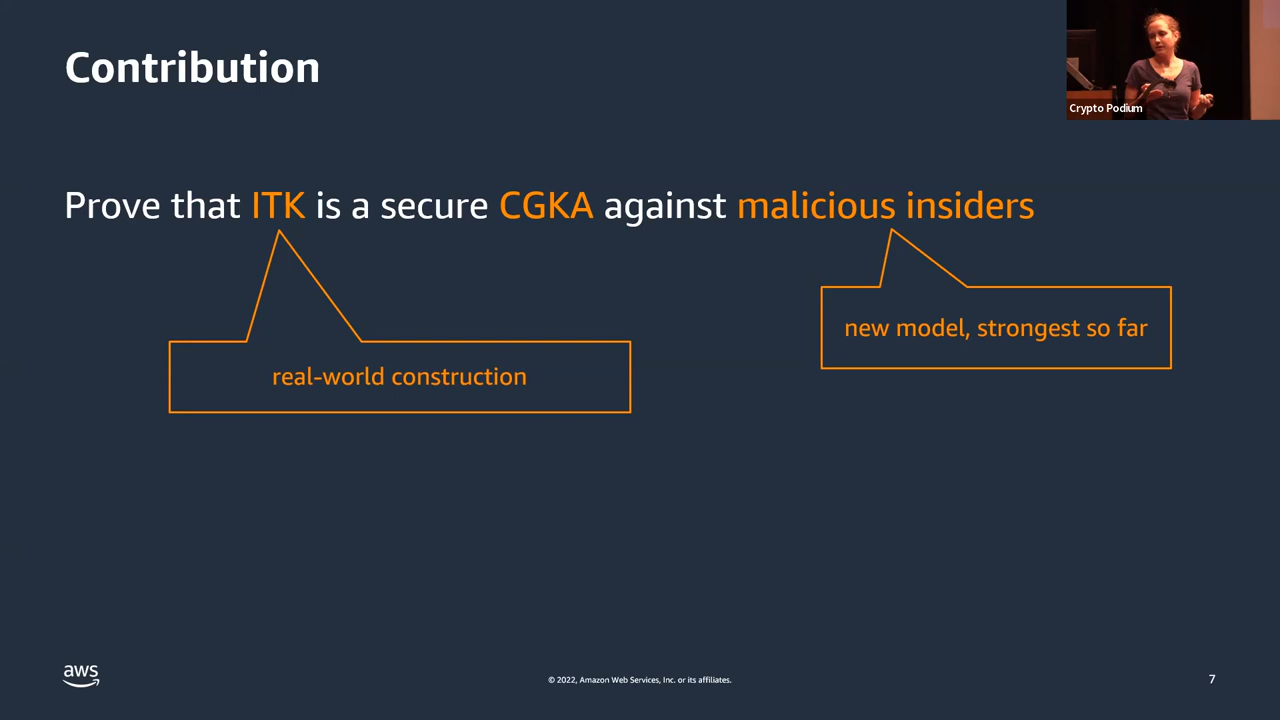 Contribution
Crypto Podium
Prove that ITK is a secure CGKA against malicious insiders
new model, strongest so far
real-world construction
aws
© 2022, Amazon Web Services, Inc. or its affiliates.
7